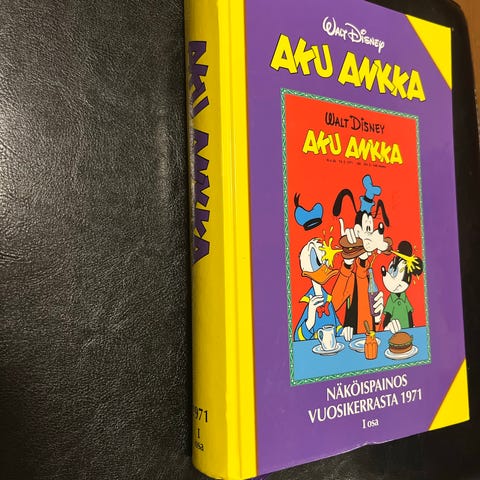 WALT DISNEY
AKU ANKKA
WALT DISNEY
AKU ANKKA
NÄKÖISPAINOS
VUOSIKERRASTA 1971
I osa
AKU ANKKA
1971
I
osa